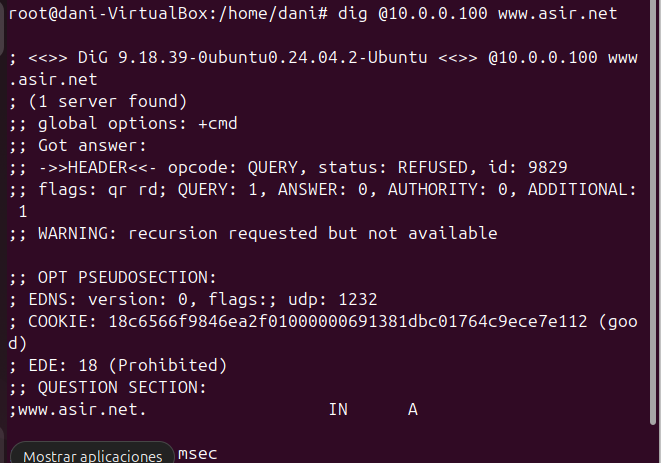 root@dani-VirtualBox:/home/dani# dig @10.0.0.100 www.asir.net

; <<>> DiG 9.18.39-0ubuntu0.24.04.2-Ubuntu <<>> @10.0.0.100 www
.asir.net
; (1 server found)
;; global options: +cmd
;; Got answer:
;; ->>HEADER<<- opcode: QUERY, status: REFUSED, id: 9829
;; flags: qr rd; QUERY: 1, ANSWER: 0, AUTHORITY: 0, ADDITIONAL:
 1
;; WARNING: recursion requested but not available

;; OPT PSEUDOSECTION:
; EDNS: version: 0, flags:; udp: 1232
; COOKIE: 18c6566f9846ea2f01000000691381dbc01764c9ece7e112 (goo
d)
; EDE: 18 (Prohibited)
;; QUESTION SECTION:
;www.asir.net.			IN	A

Mostrar aplicaciones msec